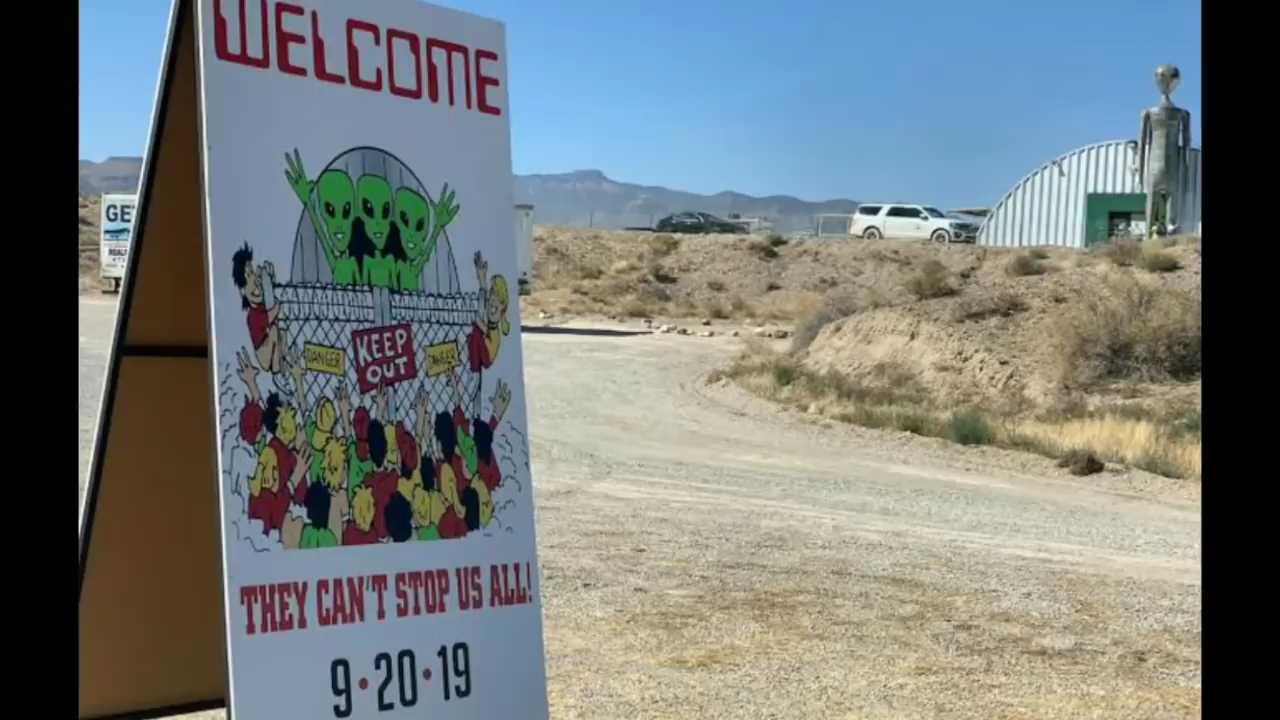 WELCOME
DANGER
KEEP
OUT
DANGER
THEY CAN'T STOP US ALL!
9•20•19
GE